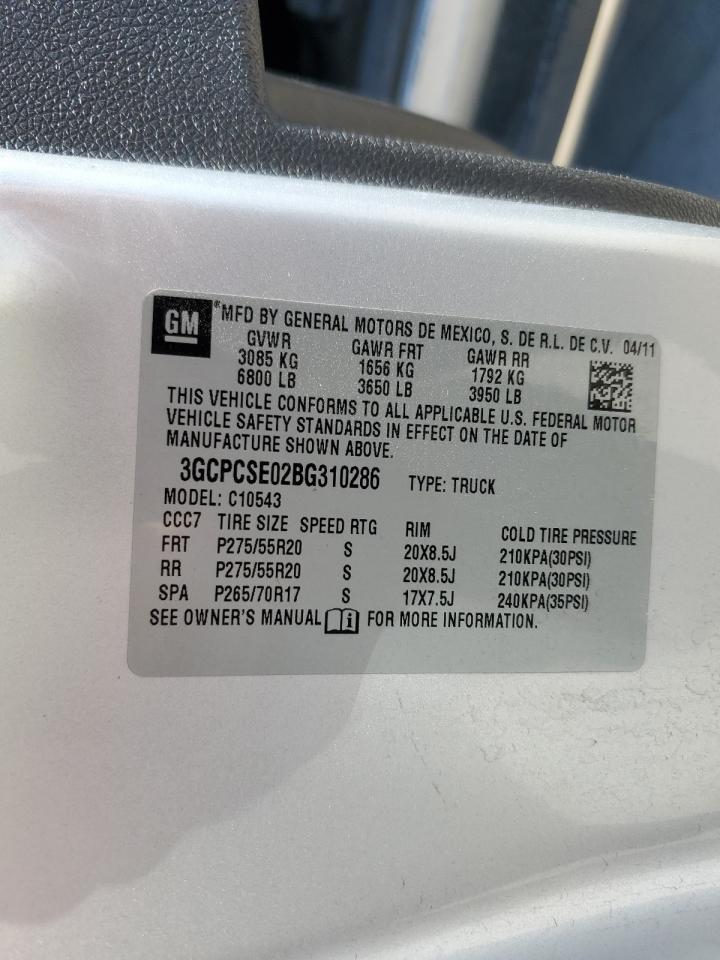 GM
®MFD BY GENERAL MOTORS DE MEXICO, S. DE R.L. DE C.V. 04/11
GVWR GAWR FRT GAWR RR
3085 KG 1656 KG 1792 KG
6800 LB 3650 LB 3950 LB
THIS VEHICLE CONFORMS TO ALL APPLICABLE U.S. FEDERAL MOTOR
VEHICLE SAFETY STANDARDS IN EFFECT ON THE DATE OF
MANUFACTURE SHOWN ABOVE.
3GCPCSE02BG310286 TYPE: TRUCK
MODEL: C10543
CCC7 TIRE SIZE SPEED RTG RIM COLD TIRE PRESSURE
FRT P275/55R20 S 20X8.5J 210KPA(30PSI)
RR P275/55R20 S 20X8.5J 210KPA(30PSI)
SPA P265/70R17 S 17X7.5J 240KPA(35PSI)
SEE OWNER'S MANUAL i FOR MORE INFORMATION.